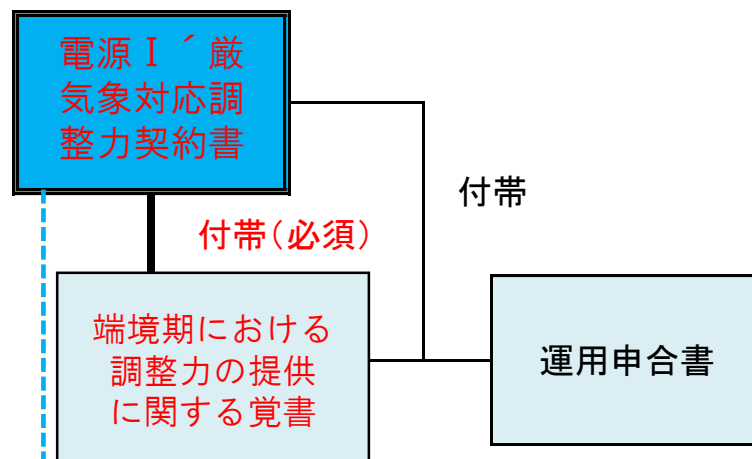 電源Ⅰ´厳
気象対応調
整力契約書
付帯
付帯(必須)
端境期における
調整力の提供
に関する覚書
運用申合書